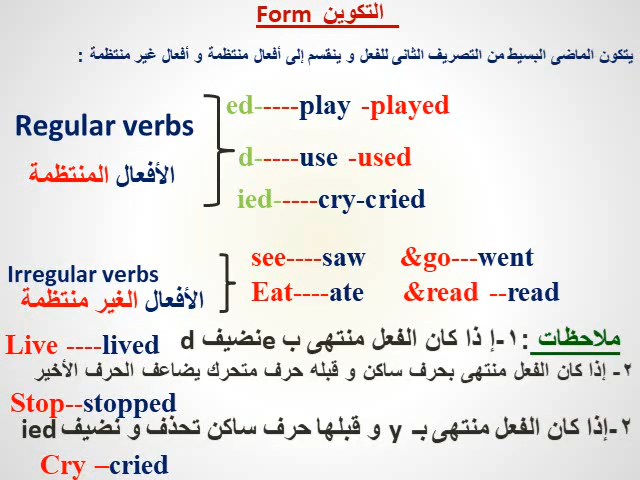 التكوين Form
يتكون الماضى البسيط من التصريف الثانى للفعل و ينقسم إلى أفعال منتظمة و أفعال غير منتظمة :
ed-----play -played
Regular verbs
d-----use -used
الأفعال المنتظمة
ied-----cry-cried
see----saw &go---went
Irregular verbs
Eat----ate &read --read
الأفعال الغير منتظمة
ملاحظات :١-إ ذا كان الفعل منتهى ب eنضيف d
Live ----lived
٢- إذا كان الفعل منتهى بحرف ساكن و قبله حرف متحرك يضاعف الحرف الأخير
Stop--stopped
٢-إذا كان الفعل منتهى بـ y و قبلها حرف ساكن تحذف و نضيف ied
Cry –cried